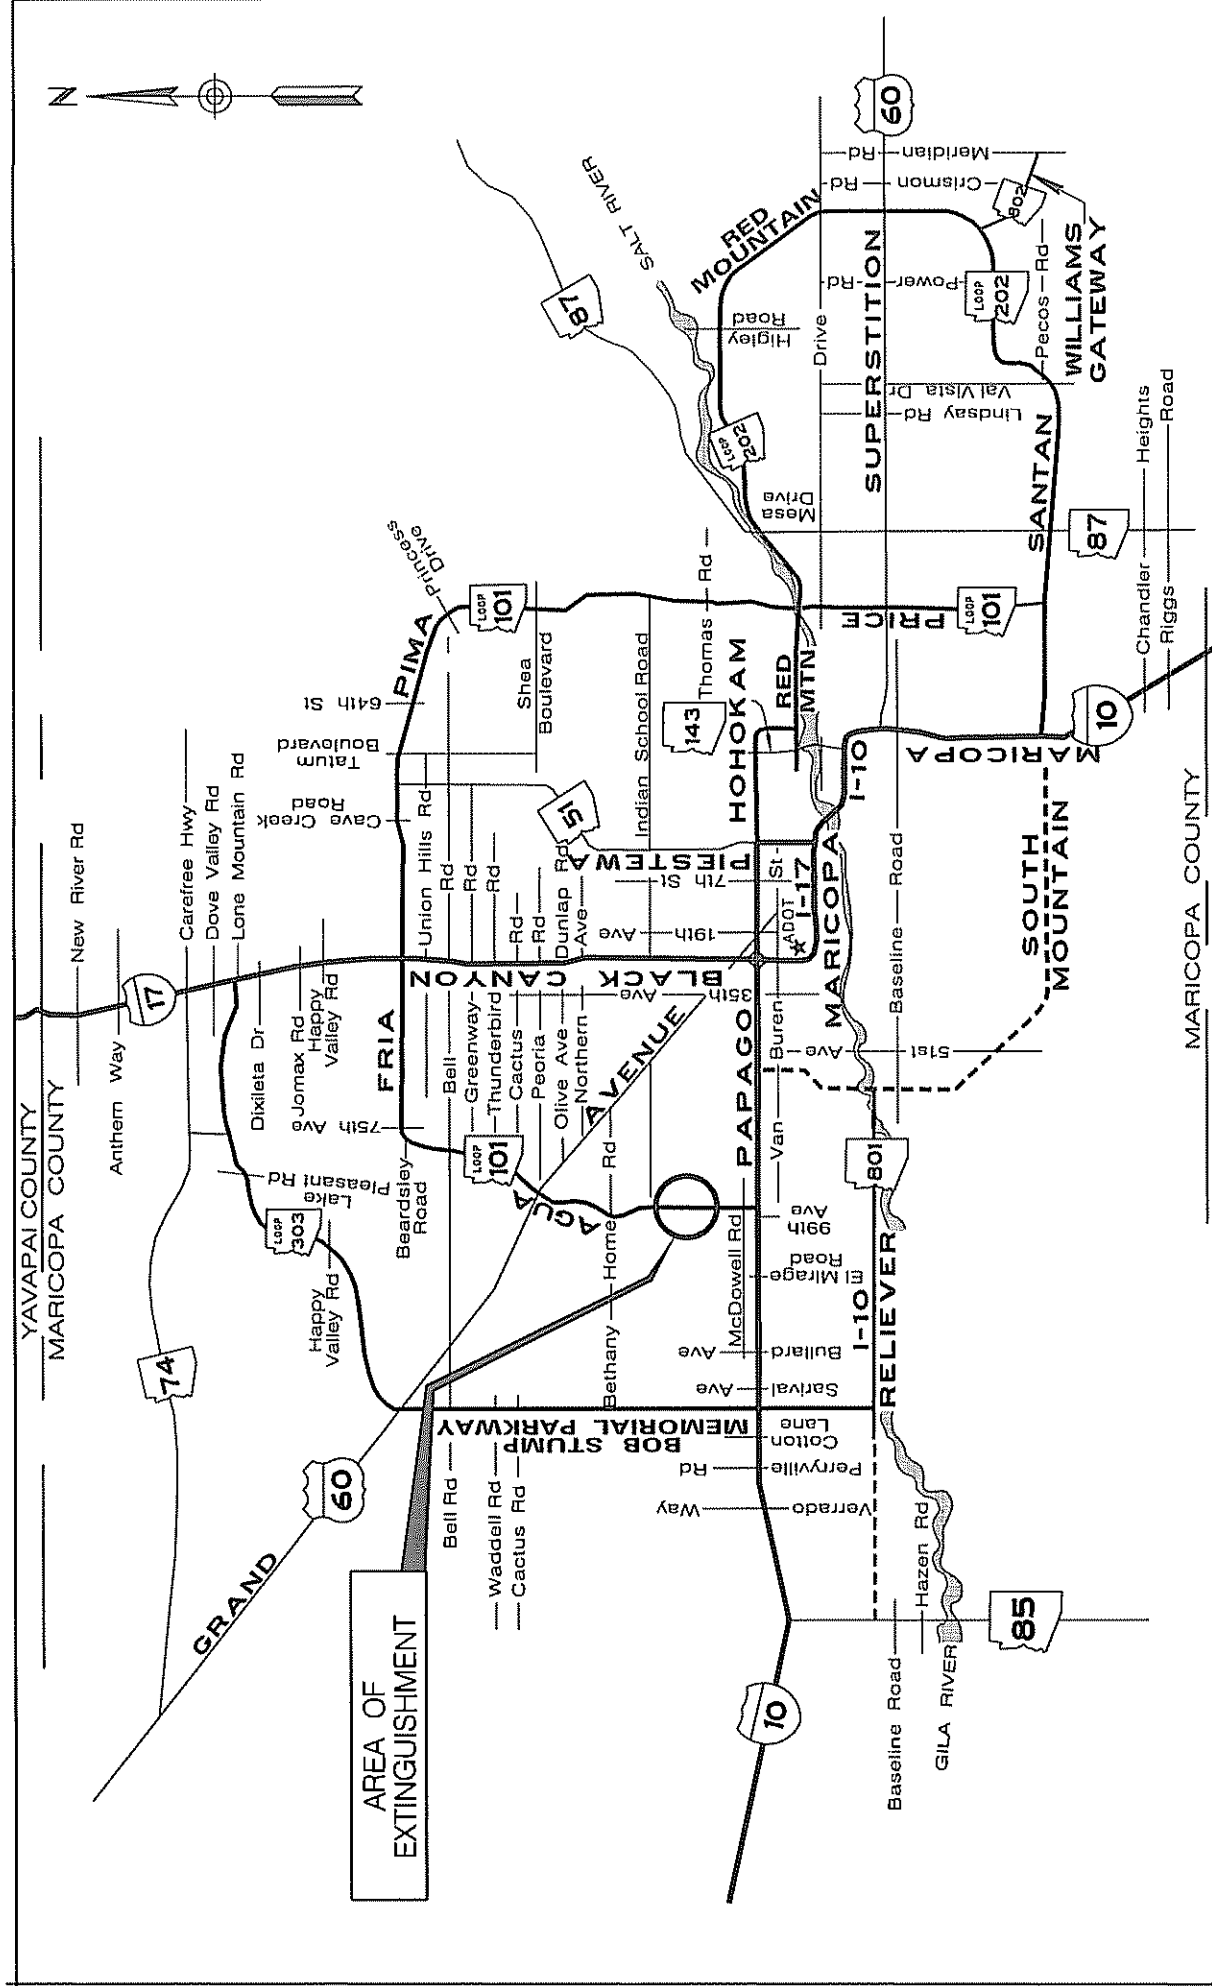 N
YAVAPAI COUNTY
MARICOPA COUNTY
New River Rd
Anthem Way
17
Carefree Hwy
Dove Valley Rd
Lone Mountain Rd
74
Dixileta Dr
Jomax Rd
Happy
Valley Rd
Lake
Pleasant Rd
LOOP
303
Happy
Valley Rd
75th Ave
Beardsley
Road
FRIA
PIMA
Princess
Drive
64th St
Tatum
Boulevard
Cave Creek
Road
LOOP
101
Shea
Boulevard
Union Hills Rd
Bell
Rd
Greenway
Rd
Thunderbird
Cactus
Rd
Peoria
Rd
Olive Ave
Dunlap Rd
Northern
Ave
BLACK CANYON
LOOP
101
AGUA
GRAND
60
AVENUE
AREA OF
EXTINGUISHMENT
Bell Rd
Waddell Rd
Cactus Rd
BOB STUMP
MEMORIAL PARKWAY
Bethany Home Rd
Indian School Road
51
PIESTEWA
7th St
19th Ave
35th Ave
Thomas Rd
143
HOHOKAM
RED
MTN
PRICE
LOOP
101
87
SALT RIVER
RED
MOUNTAIN
LOOP
202
Higley
Road
Mesa
Drive
Drive
Power Rd
Crismon Rd
Meridian Rd
60
SUPERSTITION
Val Vista Dr
Lindsay Rd
LOOP
202
802
Pecos Rd
WILLIAMS
GATEWAY
SANTAN
87
Chandler Heights
Riggs Road
10
MARICOPA
I-10
I-17
ADOT
MARICOPA
PAPAGO
McDowell Rd
Van Buren St
51st Ave
Baseline Road
SOUTH
MOUNTAIN
MARICOPA COUNTY
99th
Ave
El Mirage
Road
Bullard Ave
Sarival Ave
Cotton
Lane
Perryville Rd
Verrado Way
801
I-10
RELIEVER
10
Baseline Road
Hazen Rd
GILA RIVER
85